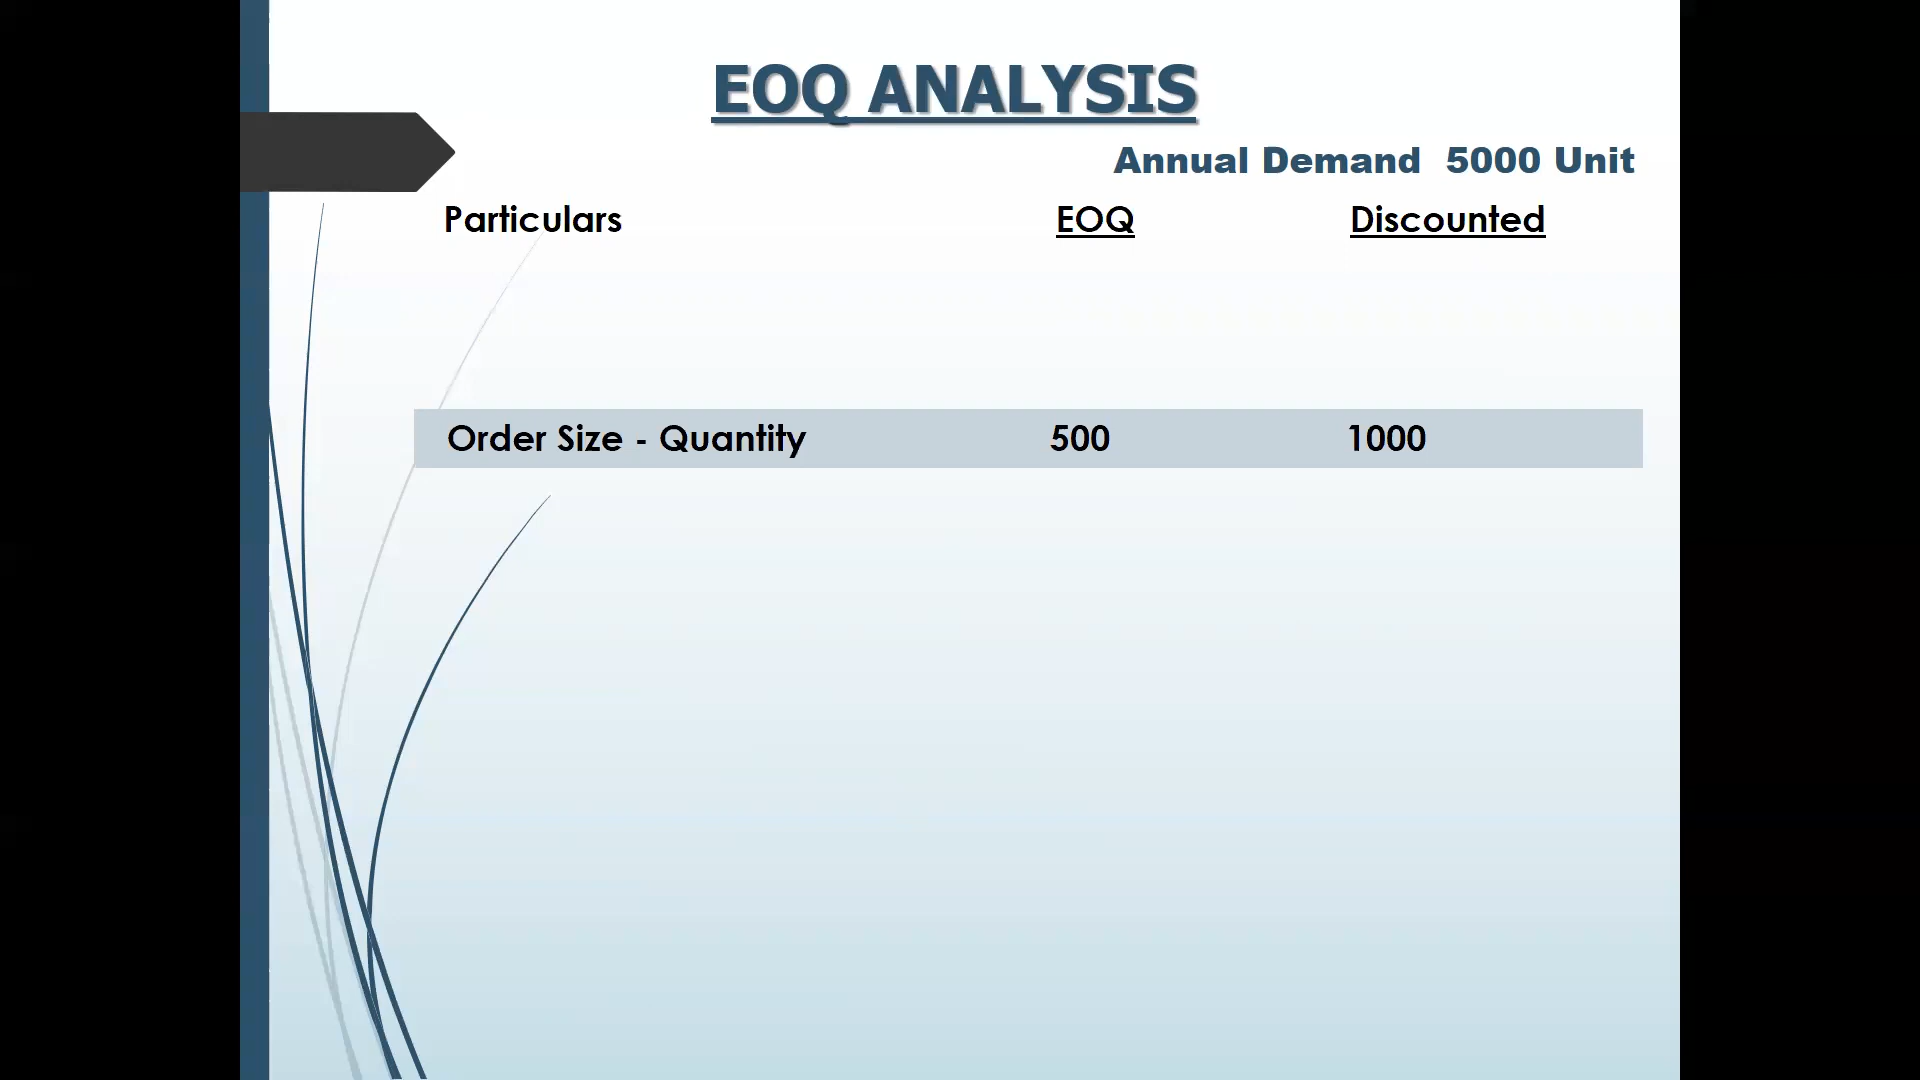 EOQ ANALYSIS
Annual Demand 5000 Unit
Particulars EOQ Discounted
Order Size - Quantity 500 1000